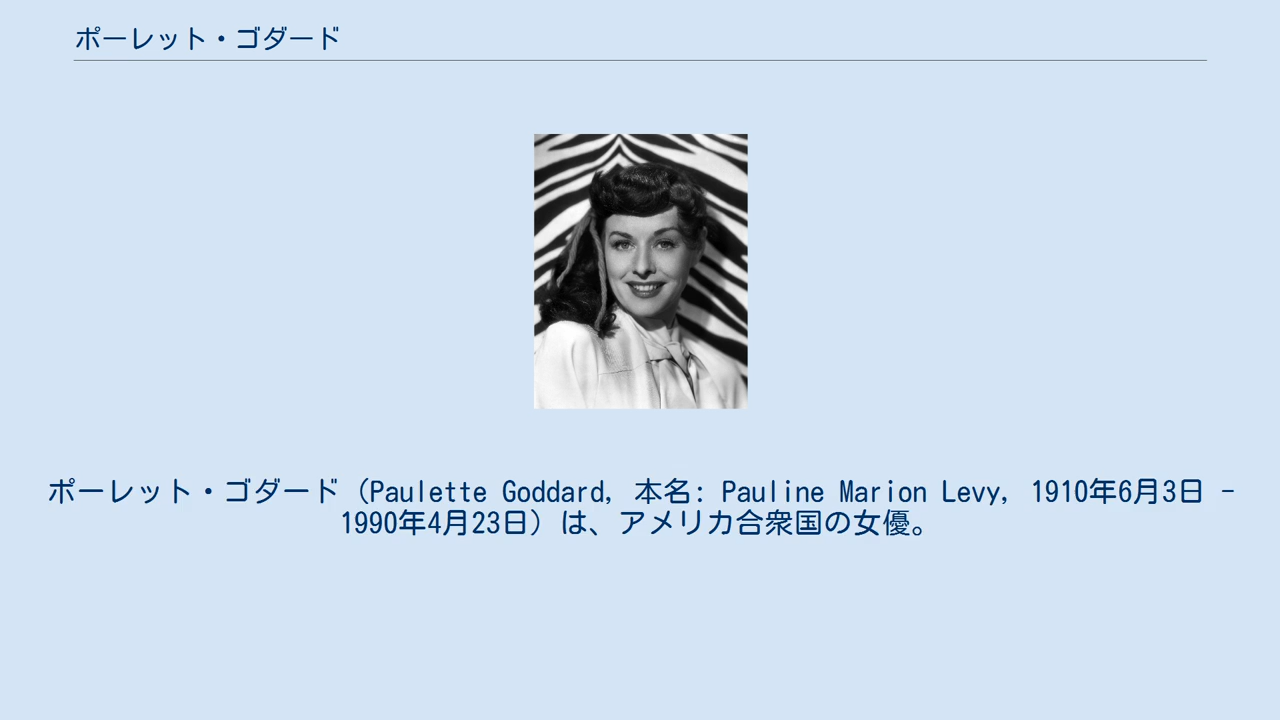 ポーレット・ゴダード
ポーレット・ゴダード（Paulette Goddard, 本名: Pauline Marion Levy, 1910年6月3日 -
1990年4月23日）は、アメリカ合衆国の女優。